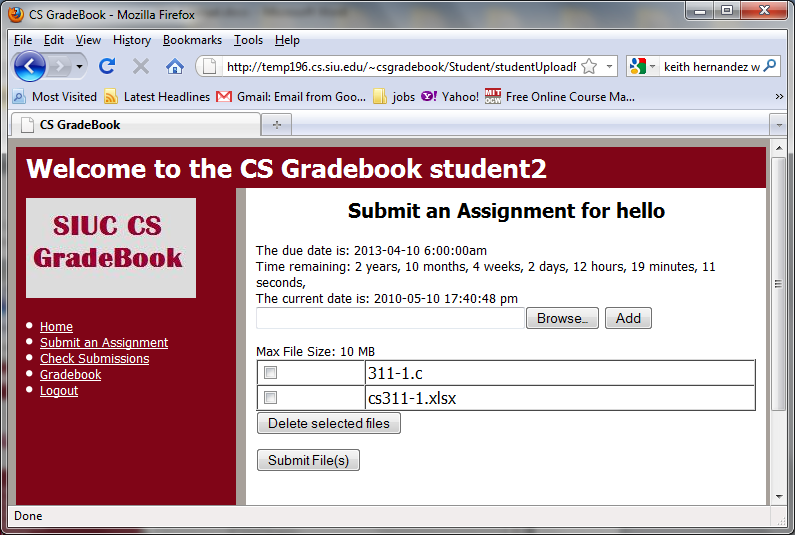 CS GradeBook - Mozilla Firefox
File Edit View History Bookmarks Tools Help
http://temp196.cs.siu.edu/~csgradebook/Student/studentUploadF
keith hernandez w
Most Visited Latest Headlines Gmail: Email from Goo... jobs Yahoo! MIT OCW Free Online Course Ma... »
CS GradeBook
Welcome to the CS Gradebook student2
SIUC CS
GradeBook
Home
Submit an Assignment
Check Submissions
Gradebook
Logout
Submit an Assignment for hello
The due date is: 2013-04-10 6:00:00am
Time remaining: 2 years, 10 months, 4 weeks, 2 days, 12 hours, 19 minutes, 11
seconds,
The current date is: 2010-05-10 17:40:48 pm
Browse... Add
Max File Size: 10 MB
311-1.c
cs311-1.xlsx
Delete selected files
Submit File(s)
Done